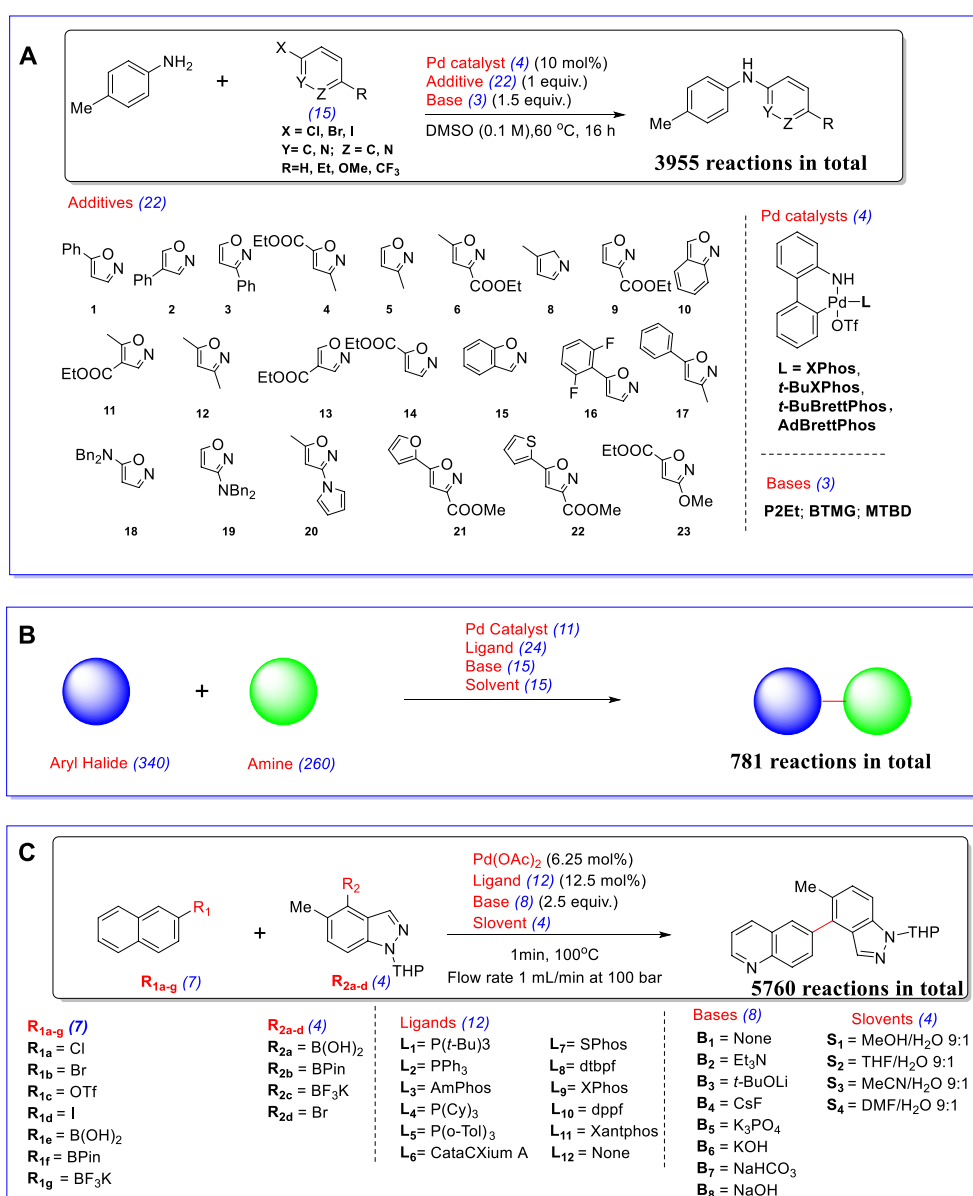 A
NH2
Me
+
X
Y
Z
R
(15)
X = Cl, Br, I
Y= C, N; Z = C, N
R=H, Et, OMe, CF3
Pd catalyst (4) (10 mol%)
Additive (22) (1 equiv.)
Base (3) (1.5 equiv.)
DMSO (0.1 M),60 °C, 16 h
H
N
Me
Y
Z
R
3955 reactions in total
Additives (22)
Ph O N
1
Ph O N
2
O N Ph
3
EtOOC O N Me
4
O N Me
5
Me O N COOEt
6
Me N
8
O N COOEt
9
O N
10
Me O N EtOOC
11
Me O N Me
12
O N EtOOC
13
EtOOC O N
14
O N
15
F F O N
16
O N Me
17
Bn2N O N
18
O N NBn2
19
Me O N N
20
O O N COOMe
21
S O N COOMe
22
EtOOC O N OMe
23
Pd catalysts (4)
NH
Pd—L
OTf
L = XPhos,
t-BuXPhos,
t-BuBrettPhos,
AdBrettPhos
Bases (3)
P2Et; BTMG; MTBD
B
Aryl Halide (340)
+
Amine (260)
Pd Catalyst (11)
Ligand (24)
Base (15)
Solvent (15)
781 reactions in total
C
R1
R1a-g (7)
+
R2
Me
N
N
THP
R2a-d (4)
Pd(OAc)2 (6.25 mol%)
Ligand (12) (12.5 mol%)
Base (8) (2.5 equiv.)
Slovent (4)
1min, 100°C
Flow rate 1 mL/min at 100 bar
Me
N
THP
N
N
5760 reactions in total
R1a-g (7)
R1a = Cl
R1b = Br
R1c = OTf
R1d = I
R1e = B(OH)2
R1f = BPin
R1g = BF3K
R2a-d (4)
R2a = B(OH)2
R2b = BPin
R2c = BF3K
R2d = Br
Ligands (12)
L1 = P(t-Bu)3
L2 = PPh3
L3 = AmPhos
L4 = P(Cy)3
L5 = P(o-Tol)3
L6= CataCXium A
L7 = SPhos
L8 = dtbpf
L9 = XPhos
L10 = dppf
L11 = Xantphos
L12 = None
Bases (8)
B1 = None
B2 = Et3N
B3 = t-BuOLi
B4 = CsF
B5 = K3PO4
B6 = KOH
B7 = NaHCO3
B8 = NaOH
Slovents (4)
S1 = MeOH/H2O 9:1
S2 = THF/H2O 9:1
S3 = MeCN/H2O 9:1
S4 = DMF/H2O 9:1